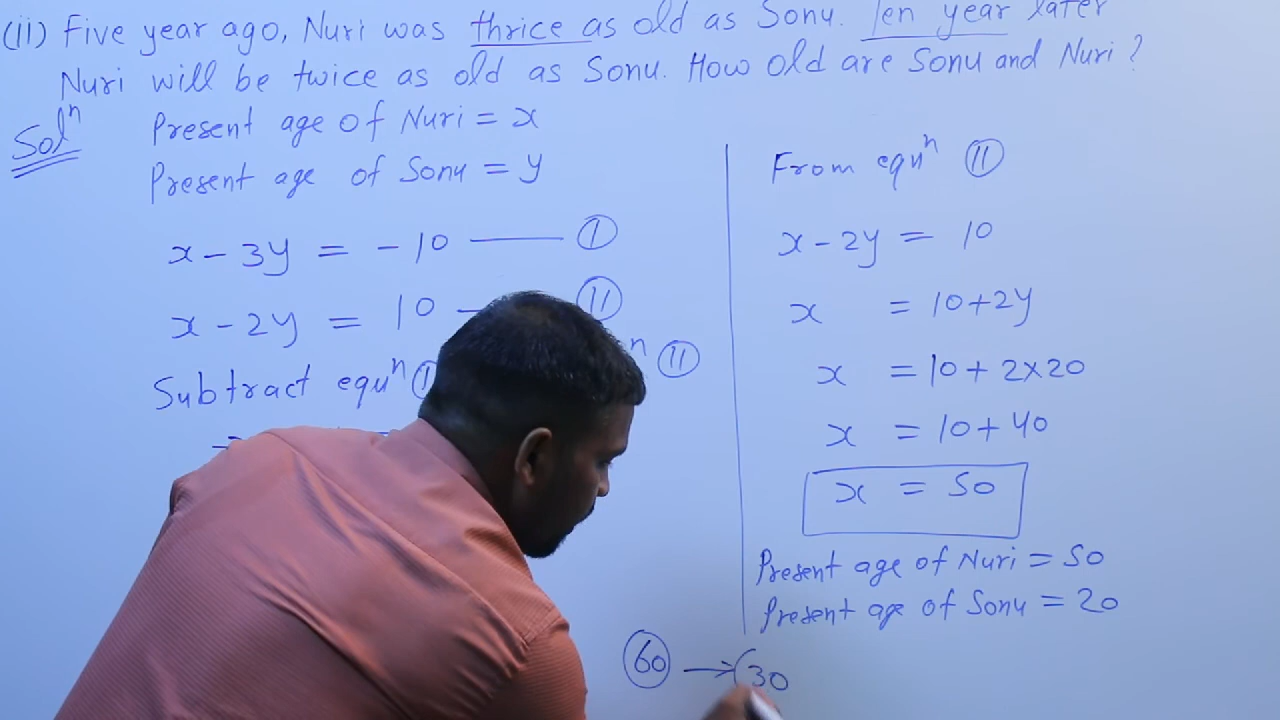 (ii) Five year ago, Nuri was thrice as old as Sonu. Ten year later
Nuri will be twice as old as Sonu. How old are Sonu and Nuri?
Solⁿ
Present age of Nuri = x
Present age of Sonu = y
x - 3y = -10 —— (I)
x - 2y = 10 — (II)
Subtract equⁿ (I ⁿ (II)
From equⁿ (II)
x - 2y = 10
x = 10 + 2y
x = 10 + 2×20
x = 10 + 40
x = 50
Present age of Nuri = 50
Present age of Sonu = 20
60 → 30